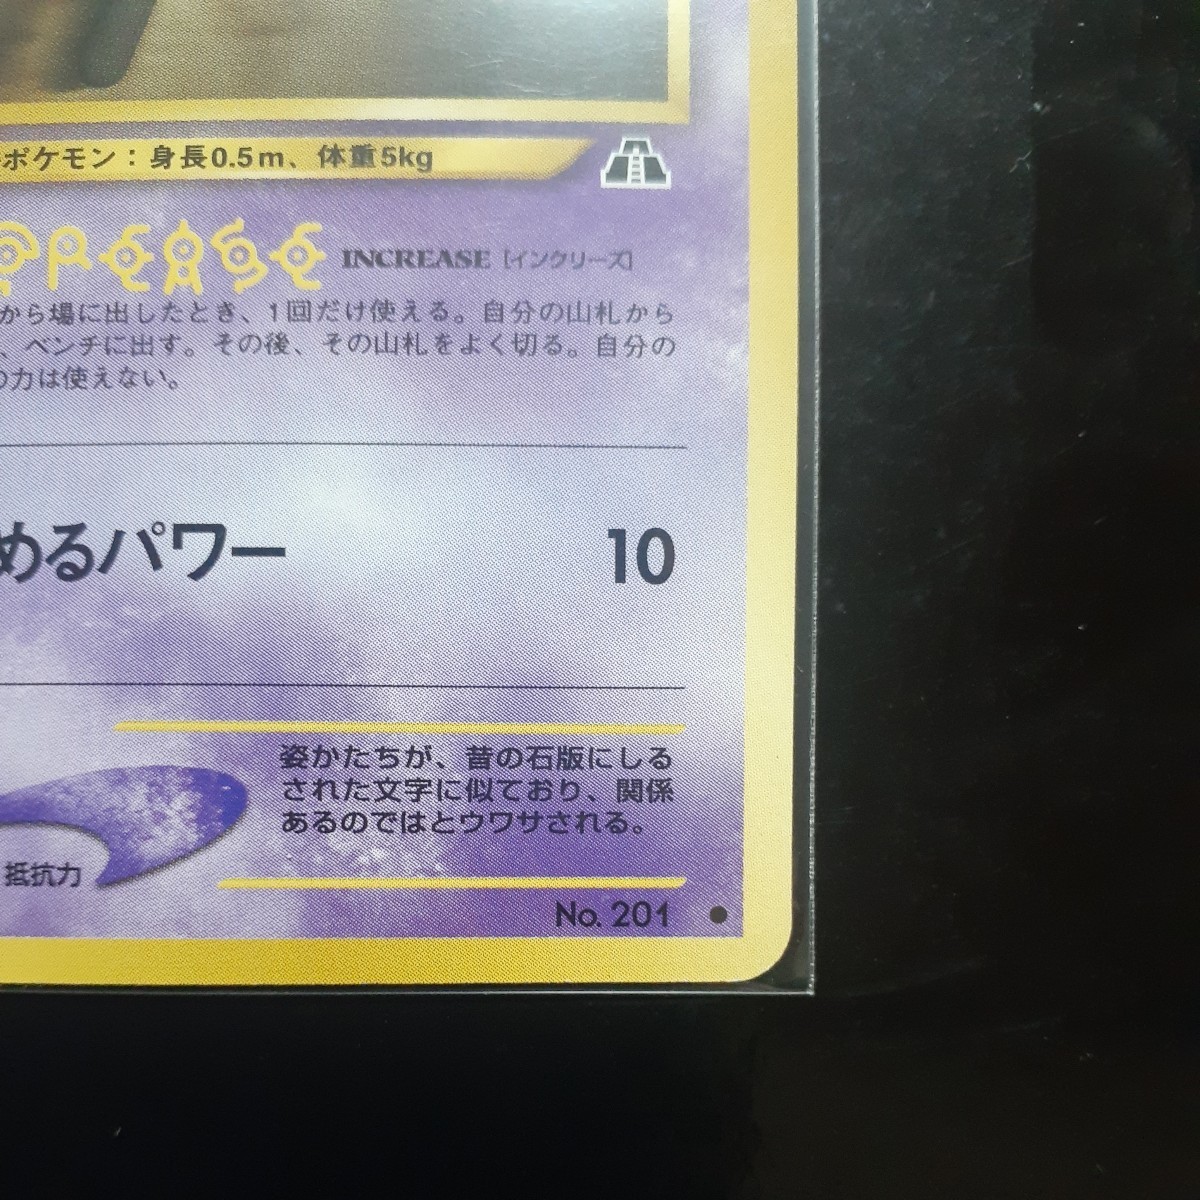 ポケモン：身長0.5m、体重5kg
INCREASE［インクリーズ］
から場に出したとき、1回だけ使える。自分の山札から
、ベンチに出す。その後、その山札をよく切る。自分の
力は使えない。
めるパワー 10
姿かたちが、昔の石版にしる
された文字に似ており、関係
あるのではとウワサされる。
抵抗力
No. 201 ●